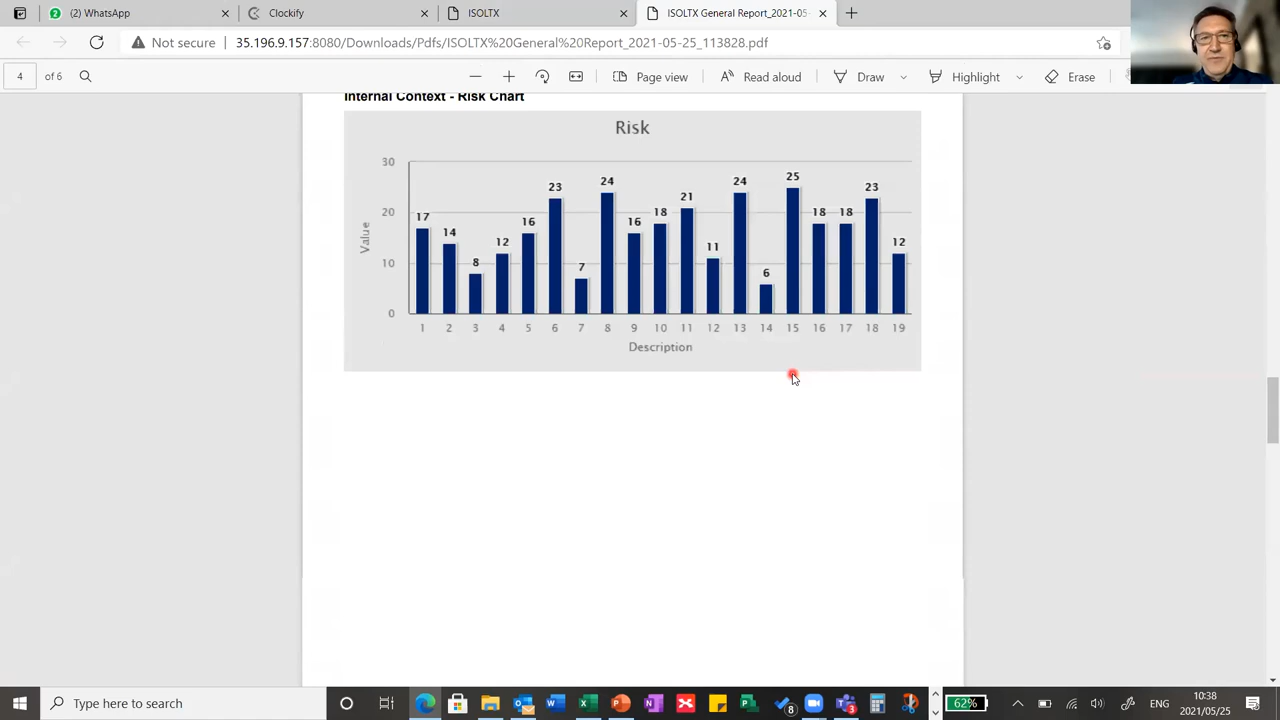 (2) WhatsApp
Clockify
ISOLTX
ISOLTX General Report_2021-05-
Not secure
35.196.9.157:8080/Downloads/Pdfs/ISOLTX%20General%20Report_2021-05-25_113828.pdf
4 of 6
Page view
Read aloud
Draw
Highlight
Erase
Internal Context - Risk Chart
Risk
30
20
10
0
Value
17 14 8 12 16 23 7 24 16 18 21 11 24 6 25 18 18 23 12
1 2 3 4 5 6 7 8 9 10 11 12 13 14 15 16 17 18 19
Description
Type here to search
8
3
62%
ENG
10:38
2021/05/25